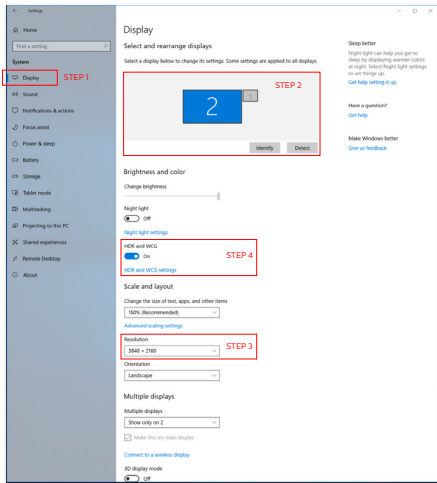 Settings
Home
Find a setting
System
Display
STEP 1
Sound
Notifications & actions
Focus assist
Power & sleep
Battery
Storage
Tablet mode
Multitasking
Projecting to this PC
Shared experiences
Remote Desktop
About
Display
Select and rearrange displays
Select a display below to change its settings. Some settings are applied to all displays.
STEP 2
2
1
Identify
Detect
Brightness and color
Change brightness
Night light
Off
Night light settings
HDR and WCG
On
STEP 4
HDR and WCG settings
Scale and layout
Change the size of text, apps, and other items
150% (Recommended)
Advanced scaling settings
Resolution
3840 × 2160
STEP 3
Orientation
Landscape
Multiple displays
Multiple displays
Show only on 2
Make this my main display
Connect to a wireless display
3D display mode
Off
Sleep better
Night light can help you get to
sleep by displaying warmer colors
at night. Select Night light settings
to set things up.
Get help setting it up
Have a question?
Get help
Make Windows better
Give us feedback